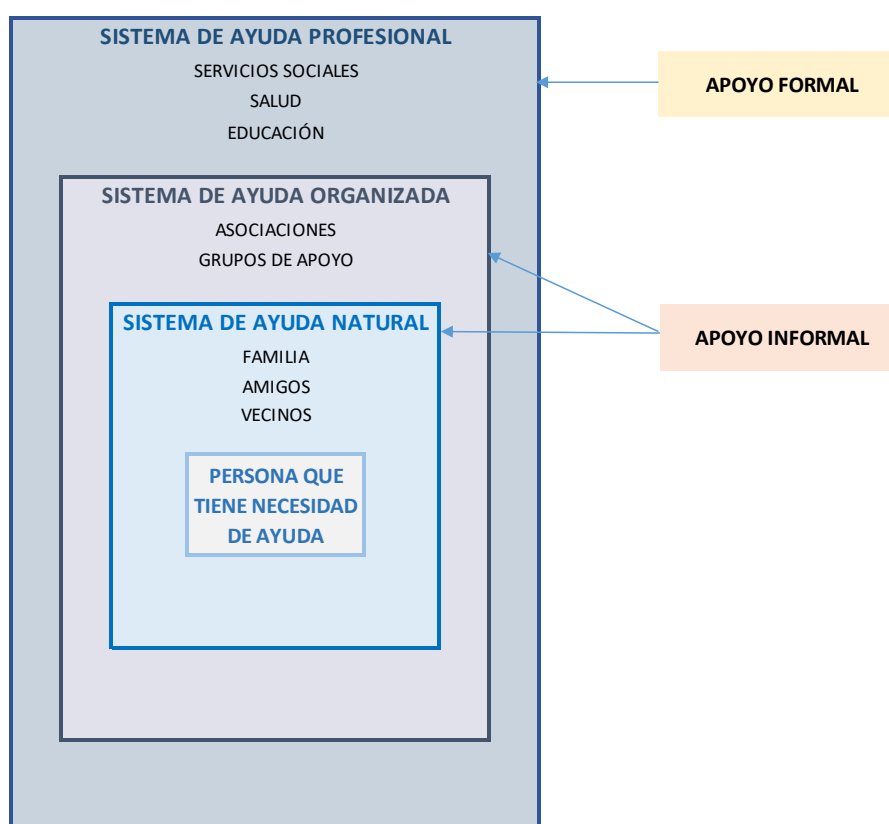 SISTEMA DE AYUDA PROFESIONAL
SERVICIOS SOCIALES
SALUD
EDUCACIÓN
APOYO FORMAL
SISTEMA DE AYUDA ORGANIZADA
ASOCIACIONES
GRUPOS DE APOYO
SISTEMA DE AYUDA NATURAL
FAMILIA
AMIGOS
VECINOS
APOYO INFORMAL
PERSONA QUE
TIENE NECESIDAD
DE AYUDA